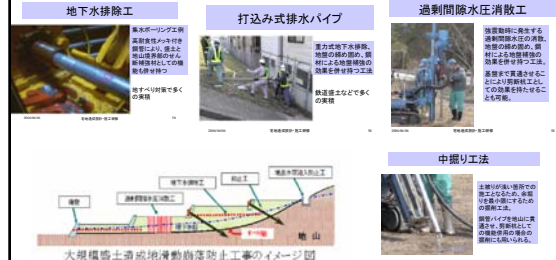 地下水排除工
集水ボーリング工例
高耐食性メッキ付き
鋼管により、盛土と
地山境界部のせん
断補強材としての機
能も併せ持つ
地すべり対策で多く
の実績
打込み式排水パイプ
重力式地下水排除、
地盤の締め固め、鋼
材による地盤補強の
効果を併せ持つ工法
鉄道盛土などで多く
の実績
過剰間隙水圧消散工
強震動時に発生する
過剰間隙水圧の消散、
地盤の締め固め、鋼
材による地盤補強の
効果を併せ持つ工法
基盤まで貫通させるこ
とにより剪断杭工とし
ての効果を持たせるこ
とも可能。
地下水排除工
抑止工
過剰間隙水圧消散工
地山
大規模盛土造成地滑動崩落防止工事のイメージ図
中掘り工法
土被りが浅い箇所での
施工となるため、余堀
りを最小限にするため
の掘削工法。
鋼管パイプを地山に貫
通させ、剪断杭として
の機能併用の場合の
掘削にも用いられる。